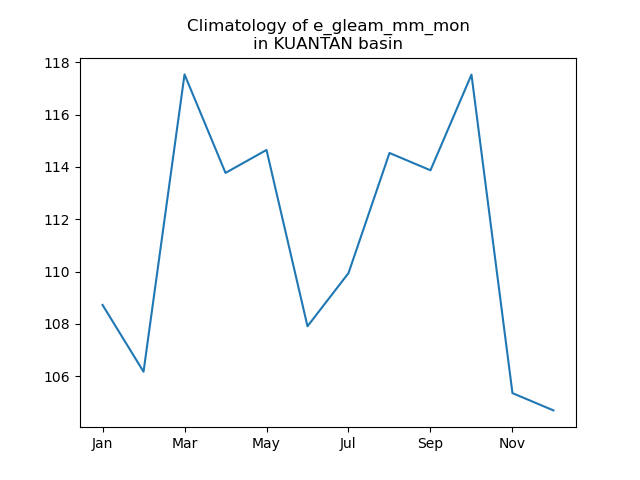 Climatology of e_gleam_mm_mon
in KUANTAN basin
118
116
114
112
110
108
106
Jan
Mar
May
Jul
Sep
Nov